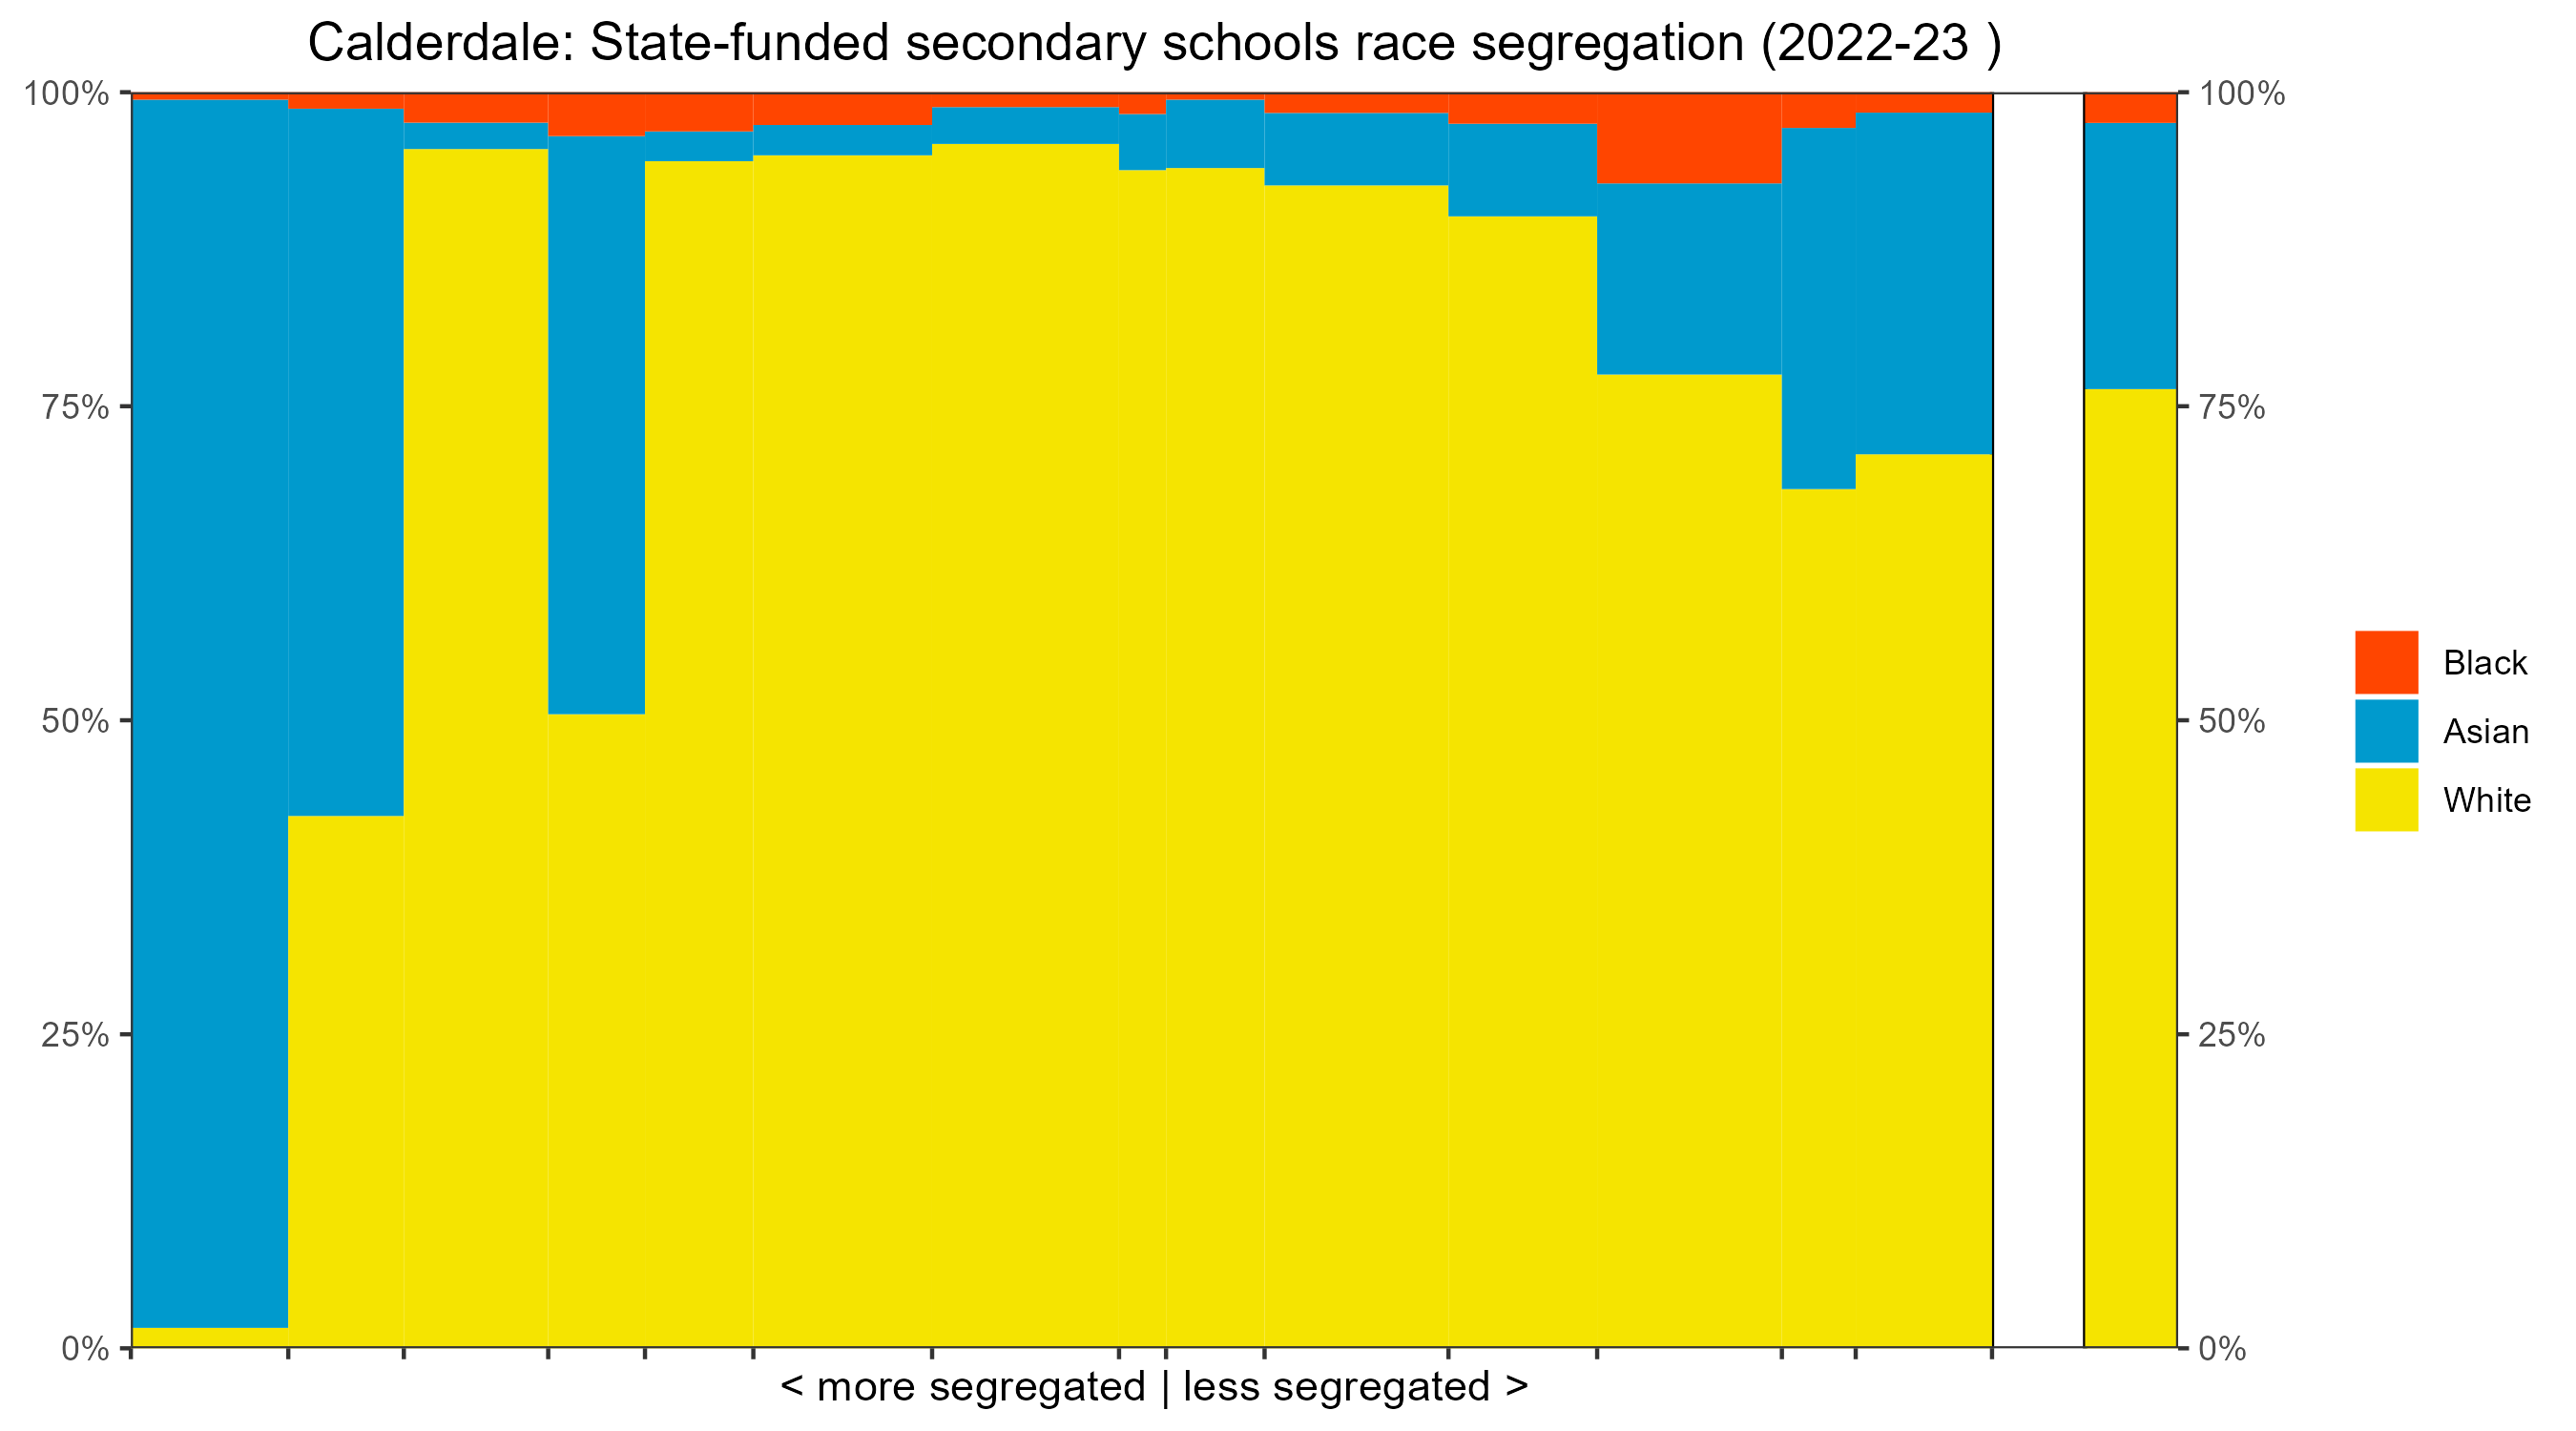 Calderdale: State-funded secondary schools race segregation (2022-23 )
100%
75%
50%
25%
0%
100%
75%
50%
25%
0%
Black
Asian
White
< more segregated | less segregated >